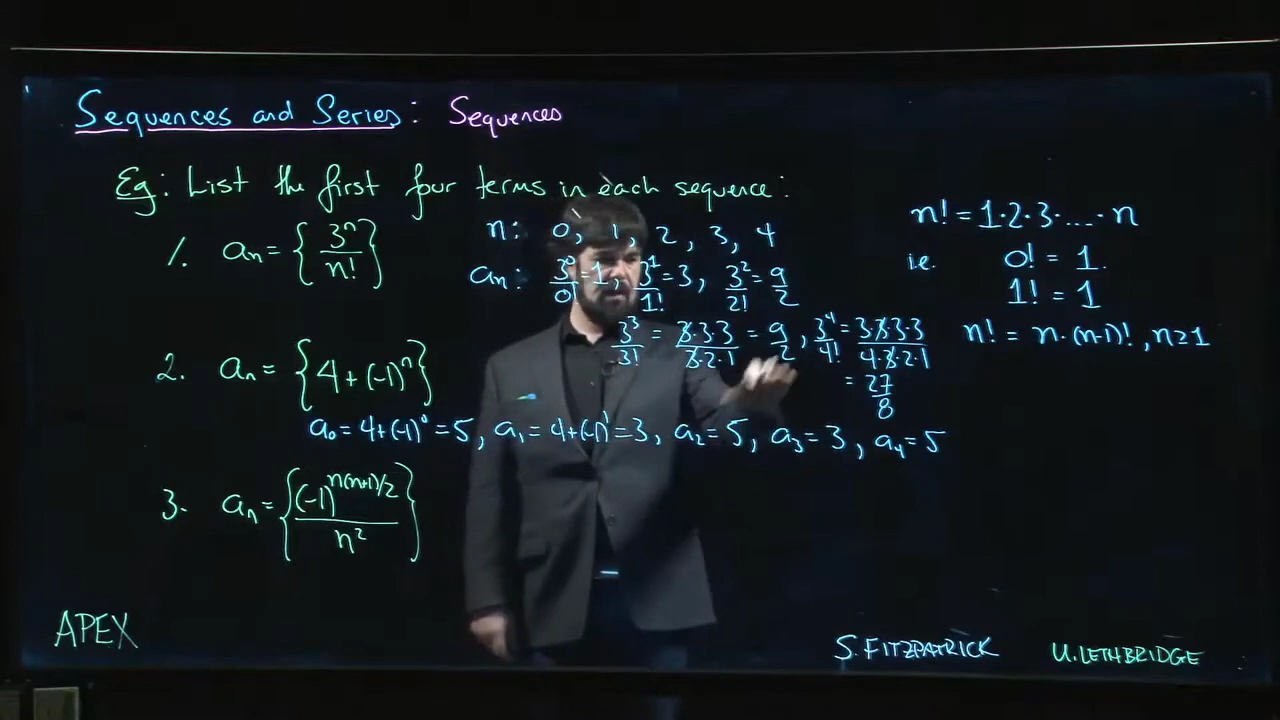 Sequences and Series: Sequences
Eg: List the first four terms in each sequence:
1. aₙ = { 3ⁿ / n! }
n: 0, 1, 2, 3, 4
aₙ: 3⁰/0! = 1, 3¹/1! = 3, 3²/2! = 9/2
3³/3! = 3·3·3/3·2·1 = 9/2, 3⁴/4! = 3·3·3·3/4·3·2·1
= 27/8
n! = 1·2·3·...·n
i.e. 0! = 1.
1! = 1
n! = n·(n-1)!, n≥1
2. aₙ = { 4 + (-1)ⁿ }
a₀ = 4+(-1)⁰ = 5, a₁ = 4+(-1)¹ = 3, a₂ = 5, a₃ = 3, a₄ = 5
3. aₙ = { (-1)^(n(n+1)/2) / n² }
APEX
S. FITZPATRICK
U. LETHBRIDGE